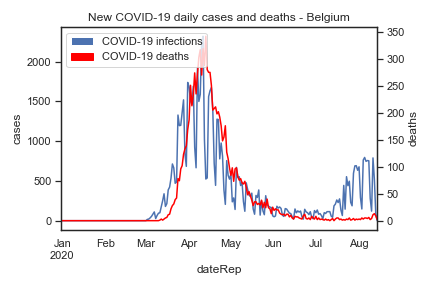 New COVID-19 daily cases and deaths - Belgium
COVID-19 infections
COVID-19 deaths
cases
2000
1500
1000
500
0
deaths
350
300
250
200
150
100
50
0
Jan
2020
Feb
Mar
Apr
May
Jun
Jul
Aug
dateRep